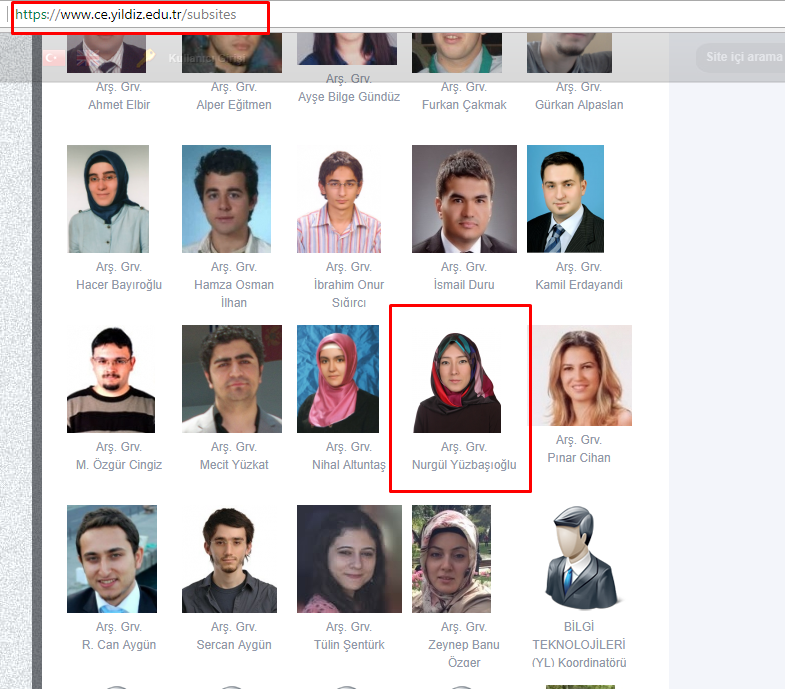 https://www.ce.yildiz.edu.tr/subsites
Kullanıcı Girişi
Site içi arama
Arş. Grv.
Ahmet Elbir
Arş. Grv.
Alper Eğitmen
Arş. Grv.
Ayşe Bilge Gündüz
Arş. Grv.
Furkan Çakmak
Arş. Grv.
Gürkan Alpaslan
Arş. Grv.
Hacer Bayıroğlu
Arş. Grv.
Hamza Osman
İlhan
Arş. Grv.
İbrahim Onur
Sığırcı
Arş. Grv.
İsmail Duru
Arş. Grv.
Kamil Erdayandi
Arş. Grv.
M. Özgür Cingiz
Arş. Grv.
Mecit Yüzkat
Arş. Grv.
Nihal Altuntaş
Arş. Grv.
Nurgül Yüzbaşıoğlu
Arş. Grv.
Pınar Cihan
Arş. Grv.
R. Can Aygün
Arş. Grv.
Sercan Aygün
Arş. Grv.
Tülin Şentürk
Arş. Grv.
Zeynep Banu
Özger
BİLGİ
TEKNOLOJİLERİ
(YL) Koordinatörü